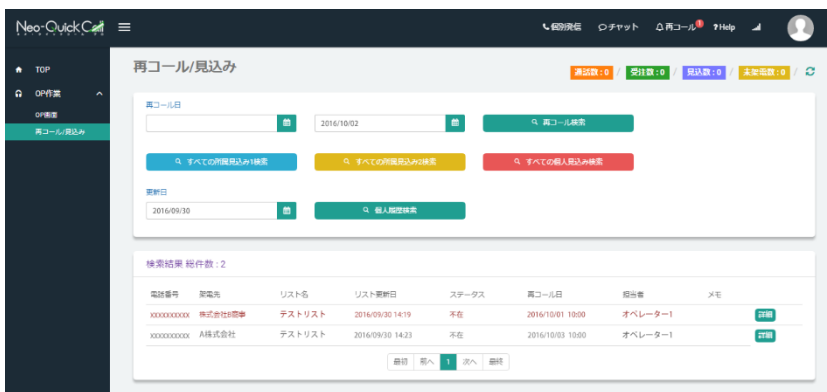 Neo-QuickCall
個別発信 チャット 再コール 1 ?Help
TOP
OP作業
OP画面
再コール/見込み
再コール/見込み
通話数 : 0 / 受注数 : 0 / 見込数 : 0 / 未架電数 : 0 /
再コール日
2016/10/02
再コール検索
すべての所属見込み1検索 すべての所属見込み2検索 すべての個人見込み検索
更新日
2016/09/30
個人履歴検索
検索結果 総件数 : 2
電話番号 架電先 リスト名 リスト更新日 ステータス 再コール日 担当者 メモ
xxxxxxxxxx 株式会社B商事 テストリスト 2016/09/30 14:19 不在 2016/10/01 10:00 オペレーター1 詳細
xxxxxxxxxx A株式会社 テストリスト 2016/09/30 14:23 不在 2016/10/03 10:00 オペレーター1 詳細
最初 前へ 1 次へ 最終